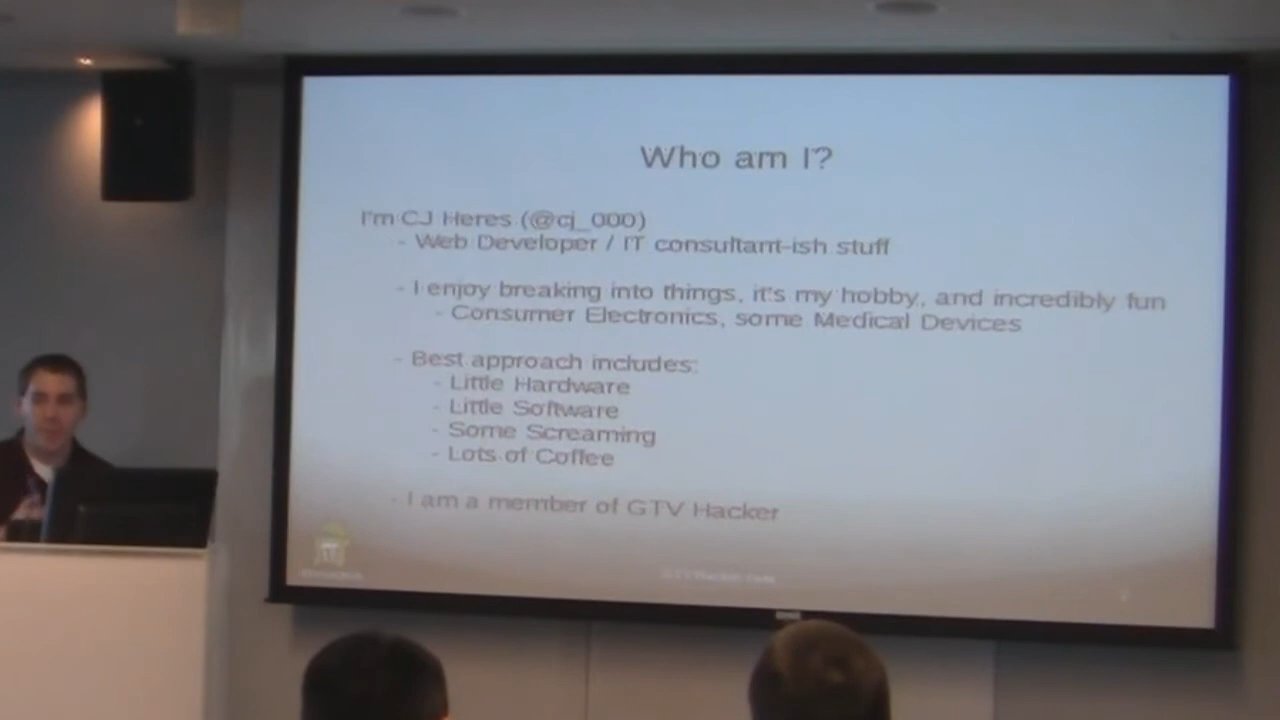 Who am I?
I'm CJ Heres (@cj_000)
- Web Developer / IT consultant-ish stuff
- I enjoy breaking into things, it's my hobby, and incredibly fun
- Consumer Electronics, some Medical Devices
- Best approach includes:
- Little Hardware
- Little Software
- Some Screaming
- Lots of Coffee
- I am a member of GTV Hacker